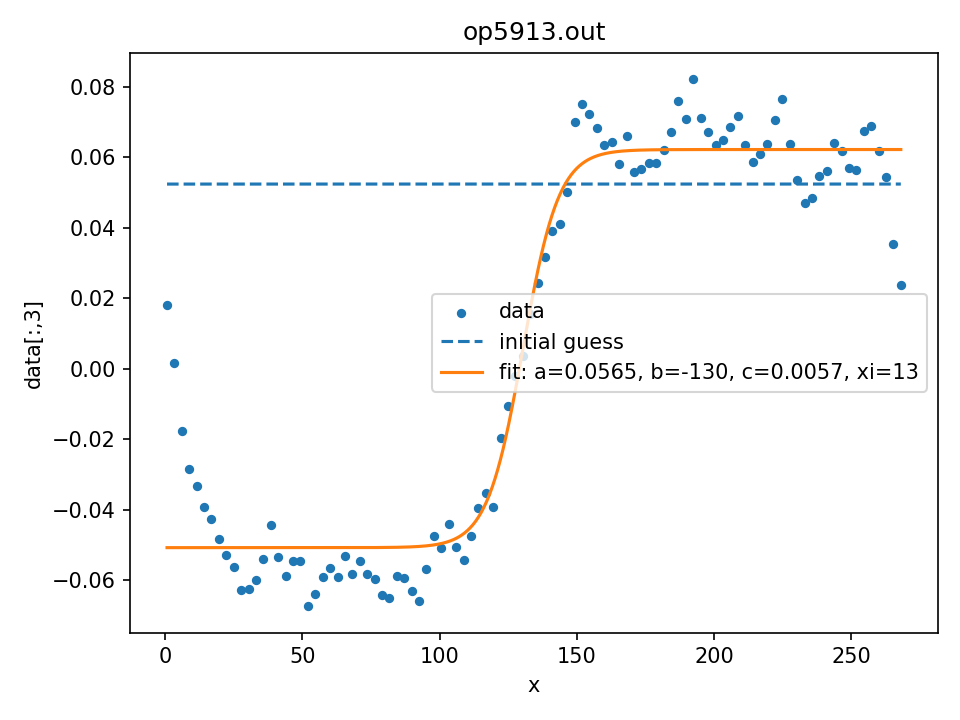 op5913.out
0.08
0.06
0.04
0.02
0.00
−0.02
−0.04
−0.06
data[:,3]
data
initial guess
fit: a=0.0565, b=-130, c=0.0057, xi=13
0 50 100 150 200 250
x